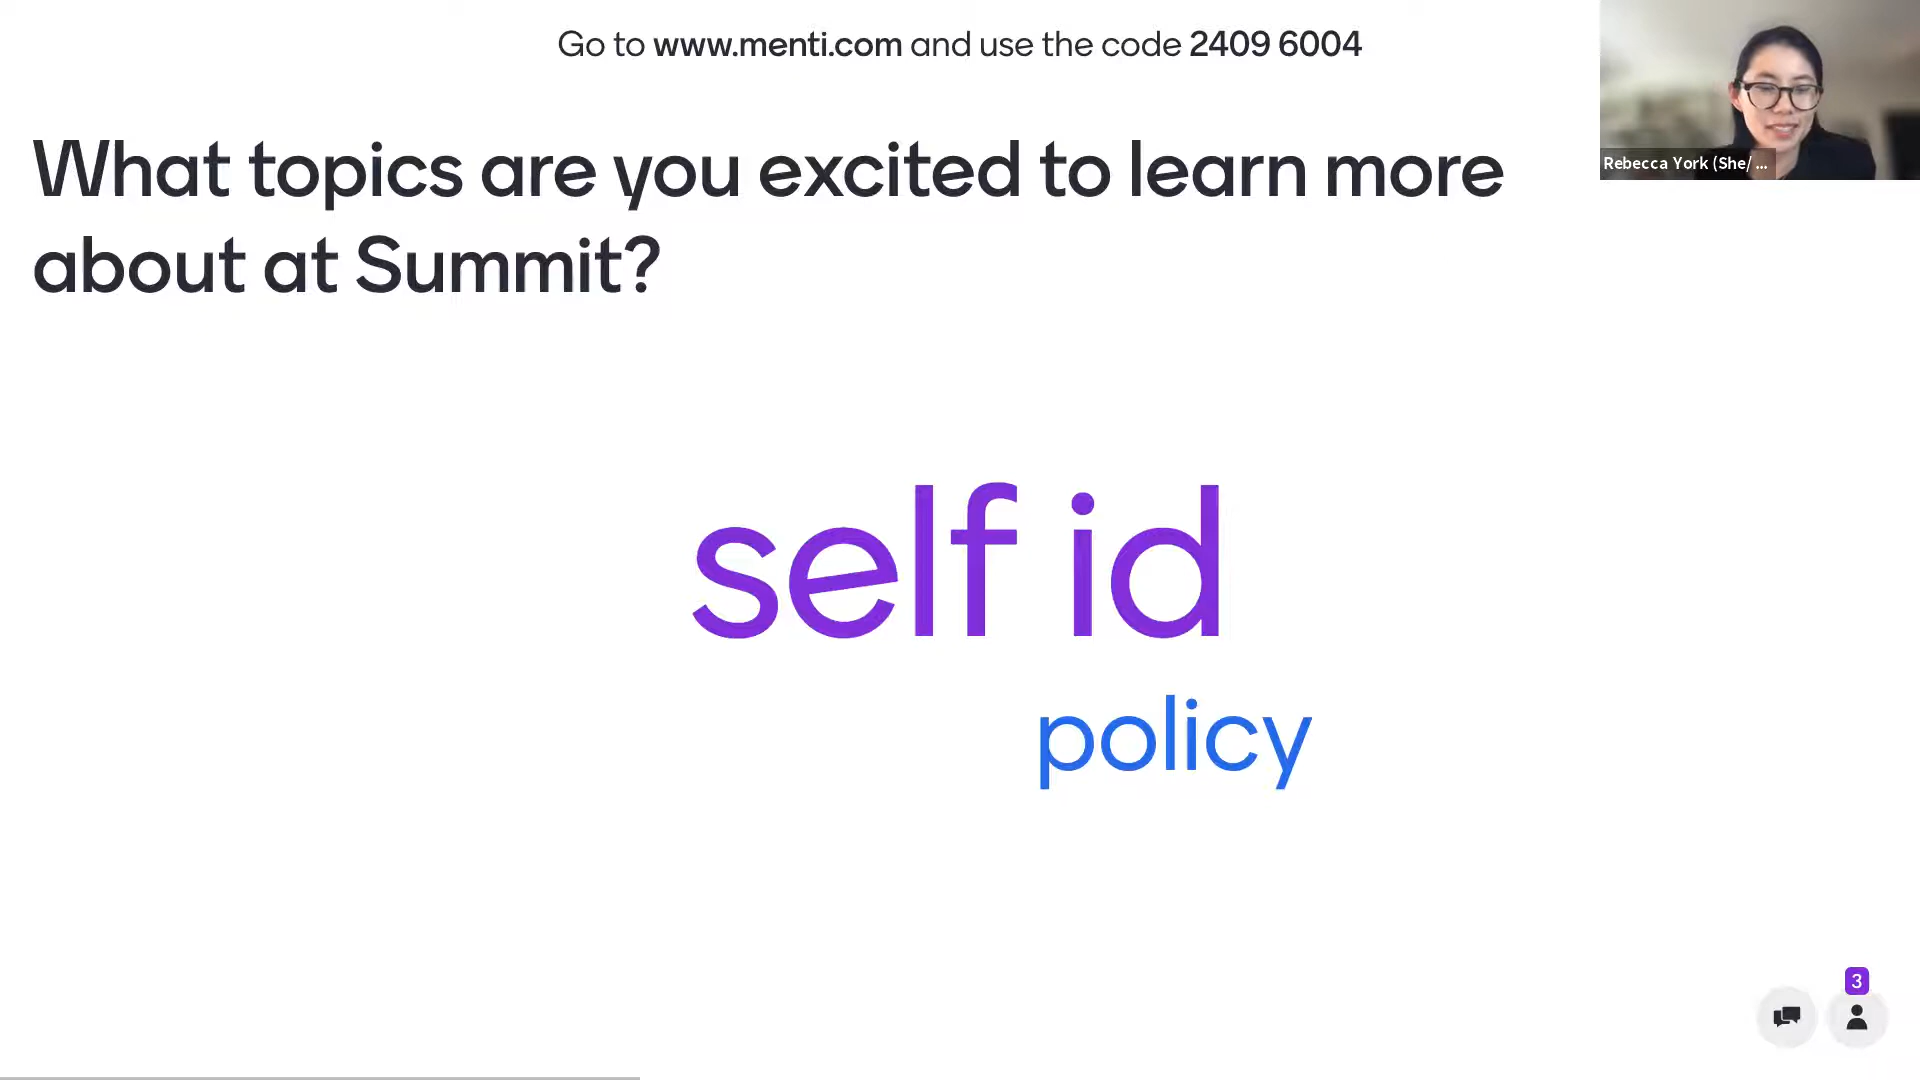 Go to www.menti.com and use the code 2409 6004
Rebecca York (She/ ...
What topics are you excited to learn more
about at Summit?
self id
policy
3